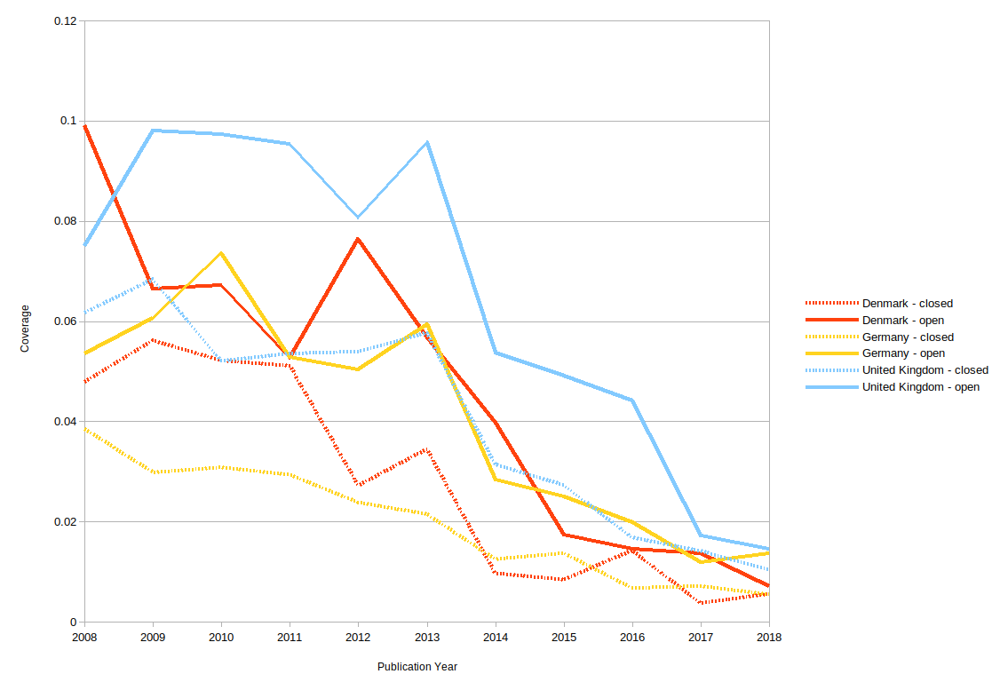 0.12
0.1
0.08
0.06
0.04
0.02
0
Coverage
2008 2009 2010 2011 2012 2013 2014 2015 2016 2017 2018
Publication Year
Denmark - closed
Denmark - open
Germany - closed
Germany - open
United Kingdom - closed
United Kingdom - open